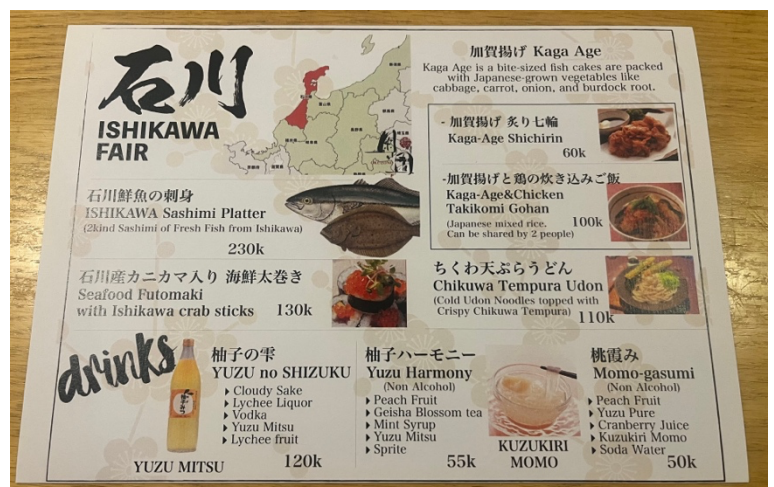 石川
ISHIKAWA
FAIR
石川鮮魚の刺身
ISHIKAWA Sashimi Platter
(2kind Sashimi of Fresh Fish from Ishikawa)
230k
石川産カニカマ入り 海鮮太巻き
Seafood Futomaki
with Ishikawa crab sticks 130k
加賀揚げ Kaga Age
Kaga Age is a bite-sized fish cakes are packed
with Japanese-grown vegetables like
cabbage, carrot, onion, and burdock root.
- 加賀揚げ 炙り七輪
Kaga-Age Shichirin
60k
-加賀揚げと鶏の炊き込みご飯
Kaga-Age&Chicken
Takikomi Gohan
(Japanese mixed rice.
Can be shared by 2 people)
100k
ちくわ天ぷらうどん
Chikuwa Tempura Udon
(Cold Udon Noodles topped with
Crispy Chikuwa Tempura)
110k
drinks
柚子の雫
YUZU no SHIZUKU
Cloudy Sake
Lychee Liquor
Vodka
Yuzu Mitsu
Lychee fruit
YUZU MITSU
120k
柚子ハーモニー
Yuzu Harmony
(Non Alcohol)
Peach Fruit
Geisha Blossom tea
Mint Syrup
Yuzu Mitsu
Sprite
55k
KUZUKIRI
MOMO
桃霞み
Momo-gasumi
(Non Alcohol)
Peach Fruit
Yuzu Pure
Cranberry Juice
Kuzukiri Momo
Soda Water
50k